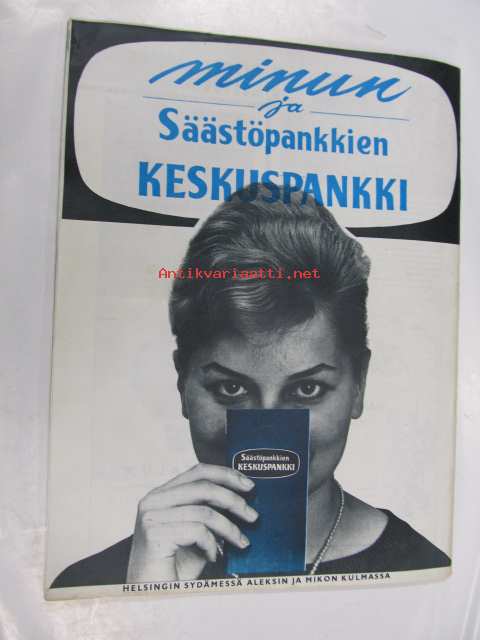 minun
ja
Säästöpankkien
KESKUSPANKKI
Antikvariaatti.net
Säästöpankkien
KESKUSPANKKI
HELSINGIN SYDÄMESSÄ ALEKSIN JA MIKON KULMASSA